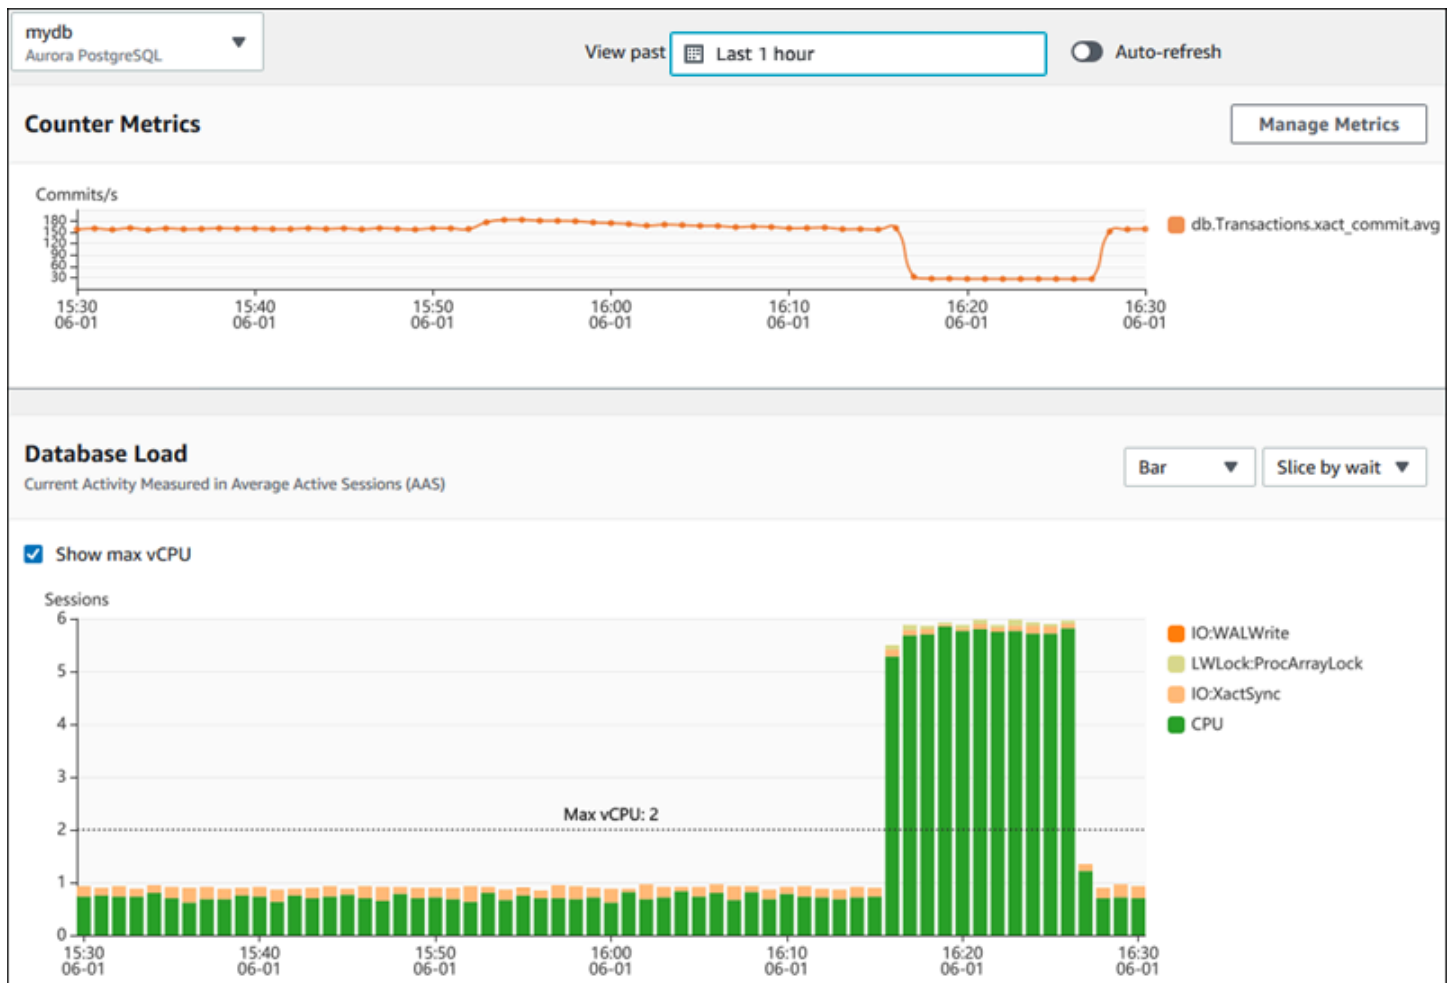 mydb
Aurora PostgreSQL
View past
Last 1 hour
Auto-refresh
Counter Metrics
Manage Metrics
Commits/s
180
150
120
90
60
30
15:30 15:40 15:50 16:00 16:10 16:20 16:30
06-01 06-01 06-01 06-01 06-01 06-01 06-01
db.Transactions.xact_commit.avg
Database Load
Current Activity Measured in Average Active Sessions (AAS)
Bar
Slice by wait
Show max vCPU
Sessions
6
5
4
3
2
1
0
Max vCPU: 2
15:30 15:40 15:50 16:00 16:10 16:20 16:30
06-01 06-01 06-01 06-01 06-01 06-01 06-01
IO:WALWrite
LWLock:ProcArrayLock
IO:XactSync
CPU